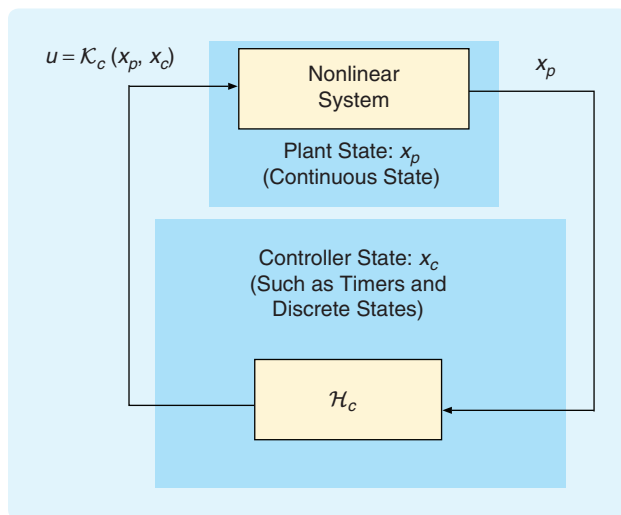 u = 𝒦c (xp, xc)
Nonlinear
System
xp
Plant State: xp
(Continuous State)
Controller State: xc
(Such as Timers and
Discrete States)
ℋc